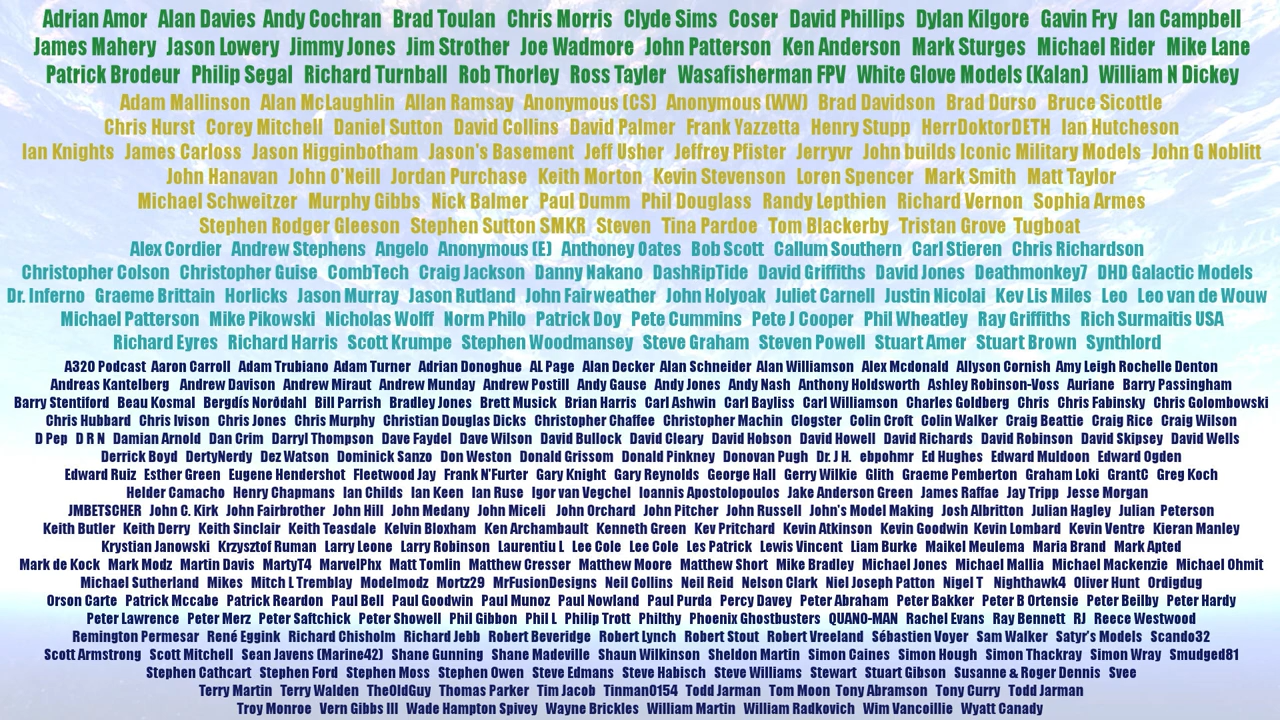 Adrian Amor Alan Davies Andy Cochran Brad Toulan Chris Morris Clyde Sims Coser David Phillips Dylan Kilgore Gavin Fry Ian Campbell
James Mahery Jason Lowery Jimmy Jones Jim Strother Joe Wadmore John Patterson Ken Anderson Mark Sturges Michael Rider Mike Lane
Patrick Brodeur Philip Segal Richard Turnball Rob Thorley Ross Tayler Wasafisherman FPV White Glove Models (Kalan) William N Dickey
Adam Mallinson Alan McLaughlin Allan Ramsay Anonymous (CS) Anonymous (WW) Brad Davidson Brad Durso Bruce Sicottle
Chris Hurst Corey Mitchell Daniel Sutton David Collins David Palmer Frank Yazzetta Henry Stupp HerrDoktorDETH Ian Hutcheson
Ian Knights James Carloss Jason Higginbotham Jason's Basement Jeff Usher Jeffrey Pfister Jerryvr John builds Iconic Military Models John G Noblitt
John Hanavan John O'Neill Jordan Purchase Keith Morton Kevin Stevenson Loren Spencer Mark Smith Matt Taylor
Michael Schweitzer Murphy Gibbs Nick Balmer Paul Dumm Phil Douglass Randy Lepthien Richard Vernon Sophia Armes
Stephen Rodger Gleeson Stephen Sutton SMKR Steven Tina Pardoe Tom Blackerby Tristan Grove Tugboat
Alex Cordier Andrew Stephens Angelo Anonymous (E) Anthoney Oates Bob Scott Callum Southern Carl Stieren Chris Richardson
Christopher Colson Christopher Guise CombTech Craig Jackson Danny Nakano DashRipTide David Griffiths David Jones Deathmonkey7 DHD Galactic Models
Dr. Inferno Graeme Brittain Horlicks Jason Murray Jason Rutland John Fairweather John Holyoak Juliet Carnell Justin Nicolai Kev Lis Miles Leo Leo van de Wouw
Michael Patterson Mike Pikowski Nicholas Wolff Norm Philo Patrick Doy Pete Cummins Pete J Cooper Phil Wheatley Ray Griffiths Rich Surmaitis USA
Richard Eyres Richard Harris Scott Krumpe Stephen Woodmansey Steve Graham Steven Powell Stuart Amer Stuart Brown Synthlord
A320 Podcast Aaron Carroll Adam Trubiano Adam Turner Adrian Donoghue AL Page Alan Decker Alan Schneider Alan Williamson Alex Mcdonald Allyson Cornish Amy Leigh Rochelle Denton
Andreas Kantelberg Andrew Davison Andrew Miraut Andrew Munday Andrew Postill Andy Gause Andy Jones Andy Nash Anthony Holdsworth Ashley Robinson-Voss Auriane Barry Passingham
Barry Stentiford Beau Kosmal Bergdís Norðdahl Bill Parrish Bradley Jones Brett Musick Brian Harris Carl Ashwin Carl Bayliss Carl Williamson Charles Goldberg Chris Chris Fabinsky Chris Golombowski
Chris Hubbard Chris Ivison Chris Jones Chris Murphy Christian Douglas Dicks Christopher Chaffee Christopher Machin Clogster Colin Croft Colin Walker Craig Beattie Craig Rice Craig Wilson
D Pep D R N Damian Arnold Dan Crim Darryl Thompson Dave Faydel Dave Wilson David Bullock David Cleary David Hobson David Howell David Richards David Robinson David Skipsey David Wells
Derrick Boyd DertyNerdy Dez Watson Dominick Sanzo Don Weston Donald Grissom Donald Pinkney Donovan Pugh Dr. J H. ebpohmr Ed Hughes Edward Muldoon Edward Ogden
Edward Ruiz Esther Green Eugene Hendershot Fleetwood Jay Frank N'Furter Gary Knight Gary Reynolds George Hall Gerry Wilkie Glith Graeme Pemberton Graham Loki GrantC Greg Koch
Helder Camacho Henry Chapmans Ian Childs Ian Keen Ian Ruse Igor van Vegchel Ioannis Apostolopoulos Jake Anderson Green James Raffae Jay Tripp Jesse Morgan
JMBETSCHER John C. Kirk John Fairbrother John Hill John Medany John Miceli John Orchard John Pitcher John Russell John's Model Making Josh Albritton Julian Hagley Julian Peterson
Keith Butler Keith Derry Keith Sinclair Keith Teasdale Kelvin Bloxham Ken Archambault Kenneth Green Kev Pritchard Kevin Atkinson Kevin Goodwin Kevin Lombard Kevin Ventre Kieran Manley
Krystian Janowski Krzysztof Ruman Larry Leone Larry Robinson Laurentiu L Lee Cole Lee Cole Les Patrick Lewis Vincent Liam Burke Maikel Meulema Maria Brand Mark Apted
Mark de Kock Mark Modz Martin Davis MartyT4 MarvelPhx Matt Tomlin Matthew Cresser Matthew Moore Matthew Short Mike Bradley Michael Jones Michael Mallia Michael Mackenzie Michael Ohmit
Michael Sutherland Mikes Mitch L Tremblay Modelmodz Mortz29 MrFusionDesigns Neil Collins Neil Reid Nelson Clark Niel Joseph Patton Nigel T Nighthawk4 Oliver Hunt Ordigdug
Orson Carte Patrick Mccabe Patrick Reardon Paul Bell Paul Goodwin Paul Munoz Paul Nowland Paul Purda Percy Davey Peter Abraham Peter Bakker Peter B Ortensie Peter Beilby Peter Hardy
Peter Lawrence Peter Merz Peter Saftchick Peter Showell Phil Gibbon Phil L Philip Trott Philthy Phoenix Ghostbusters QUANO-MAN Rachel Evans Ray Bennett RJ Reece Westwood
Remington Permesar René Eggink Richard Chisholm Richard Jebb Robert Beveridge Robert Lynch Robert Stout Robert Vreeland Sébastien Voyer Sam Walker Satyr's Models Scando32
Scott Armstrong Scott Mitchell Sean Javens (Marine42) Shane Gunning Shane Madeville Shaun Wilkinson Sheldon Martin Simon Caines Simon Hough Simon Thackray Simon Wray Smudged81
Stephen Cathcart Stephen Ford Stephen Moss Stephen Owen Steve Edmans Steve Habisch Steve Williams Stewart Stuart Gibson Susanne & Roger Dennis Svee
Terry Martin Terry Walden TheOldGuy Thomas Parker Tim Jacob Tinman0154 Todd Jarman Tom Moon Tony Abramson Tony Curry Todd Jarman
Troy Monroe Vern Gibbs III Wade Hampton Spivey Wayne Brickles William Martin William Radkovich Wim Vancoillie Wyatt Canady